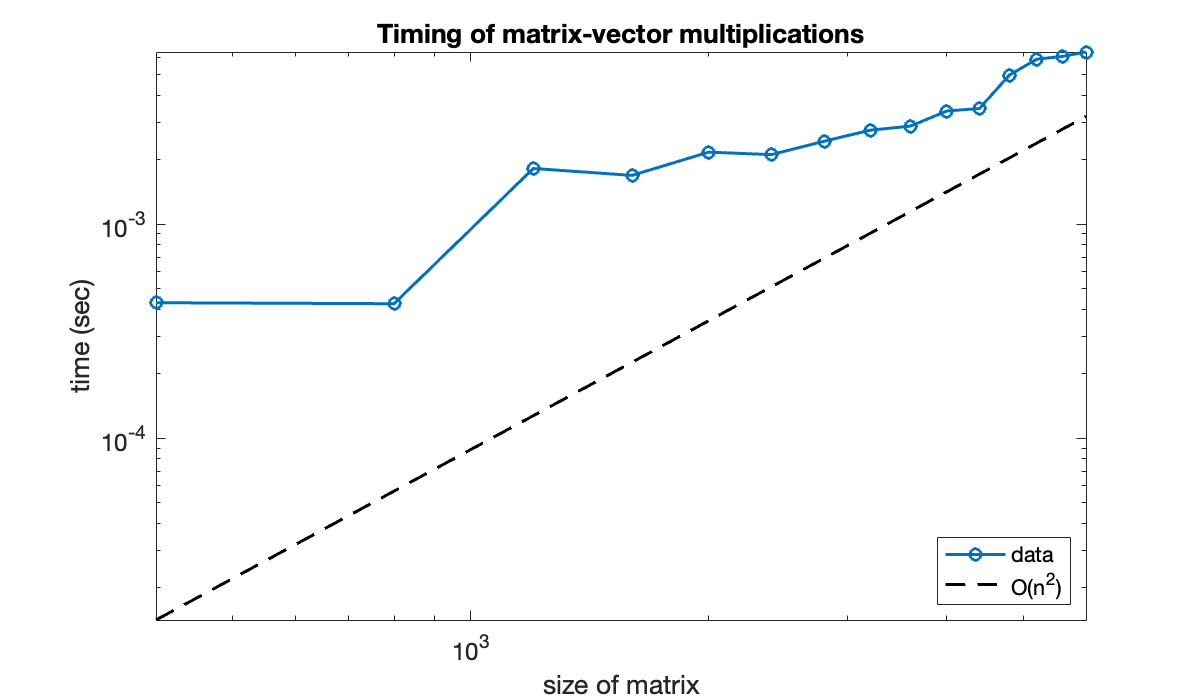 Timing of matrix-vector multiplications
time (sec)
10^-3
10^-4
10^3
size of matrix
data
O(n^2)